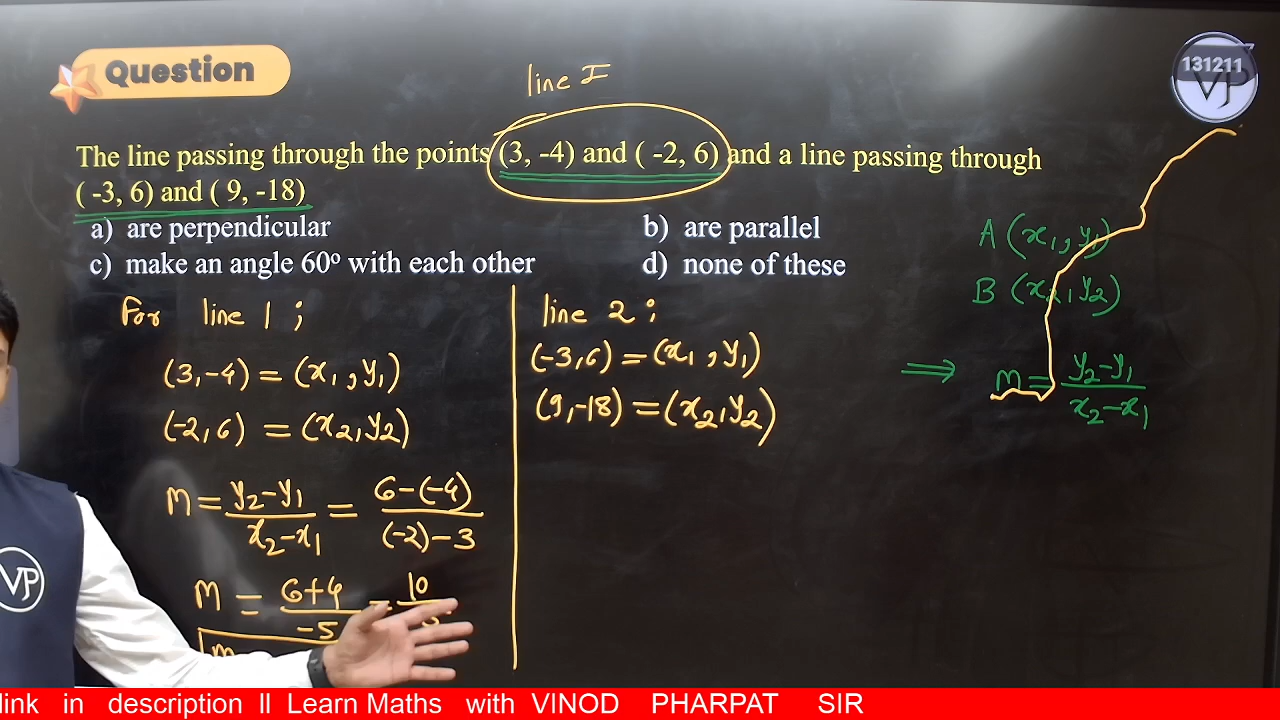 Question
line I
131211
VP
The line passing through the points (3, -4) and ( -2, 6) and a line passing through
( -3, 6) and ( 9, -18)
a) are perpendicular
b) are parallel
c) make an angle 60° with each other
d) none of these
For line 1 ;
(3,-4) = (x₁, y₁)
(-2,6) = (x₂, y₂)
m = y₂-y₁ / x₂-x₁ = 6-(-4) / (-2)-3
m = 6+4 / -5 = 10
m
line 2 ;
(-3,6) = (x₁, y₁)
(9,-18) = (x₂, y₂)
A (x₁, y₁)
B (x₂, y₂)
⇒ m = y₂-y₁ / x₂-x₁
VP
link in description ll Learn Maths with VINOD PHARPAT SIR